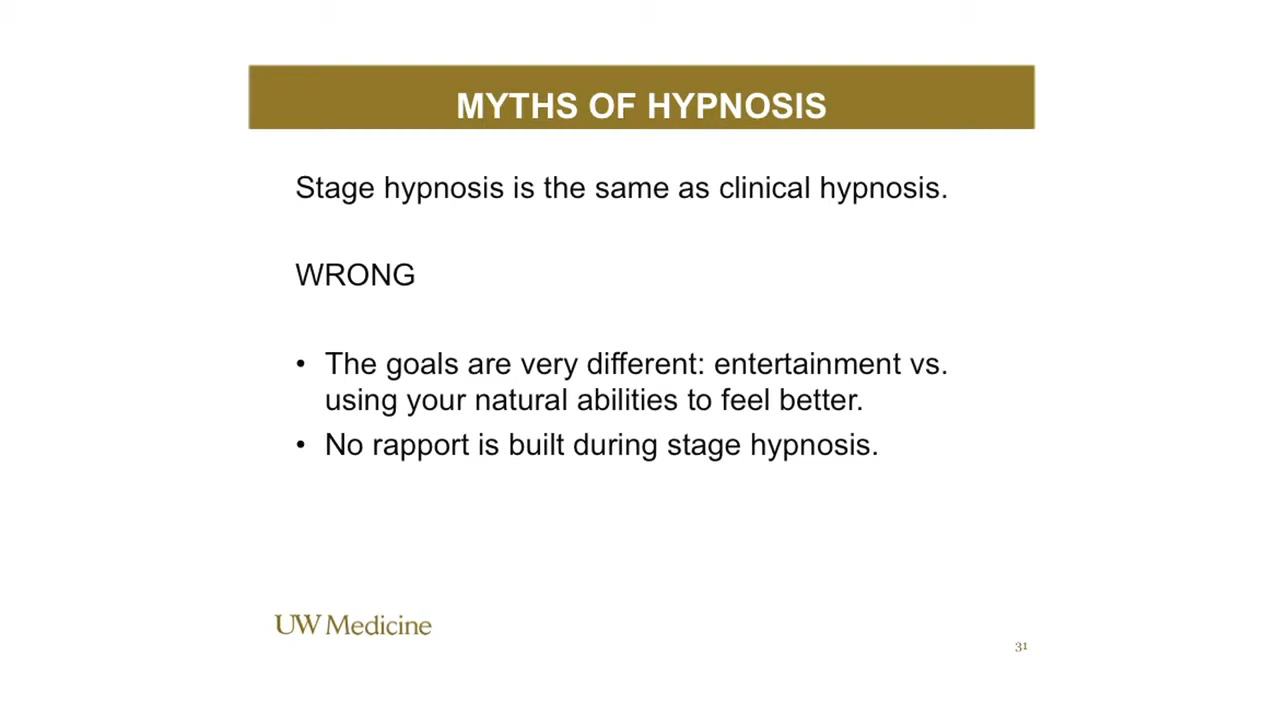 MYTHS OF HYPNOSIS
Stage hypnosis is the same as clinical hypnosis.
WRONG
• The goals are very different: entertainment vs.
using your natural abilities to feel better.
• No rapport is built during stage hypnosis.
UW Medicine
31